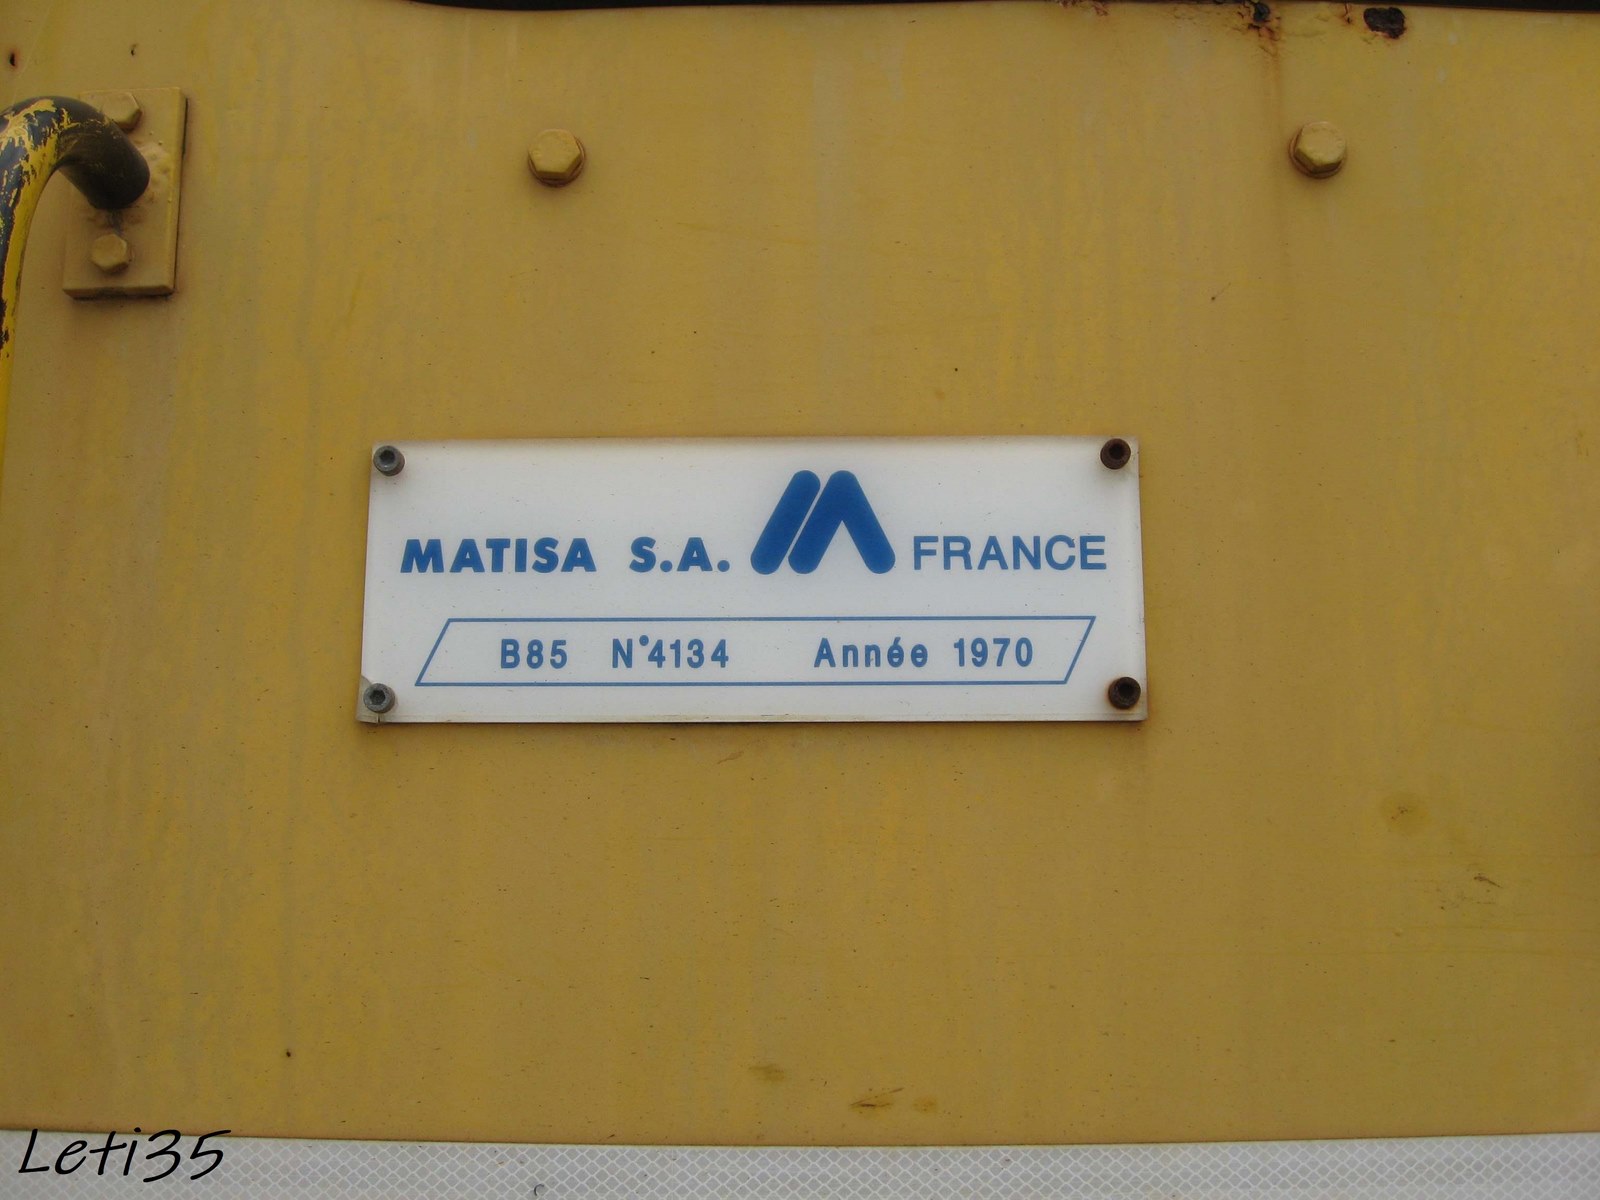 MATISA S.A. FRANCE
B85 N°4134 Année 1970
Leti35